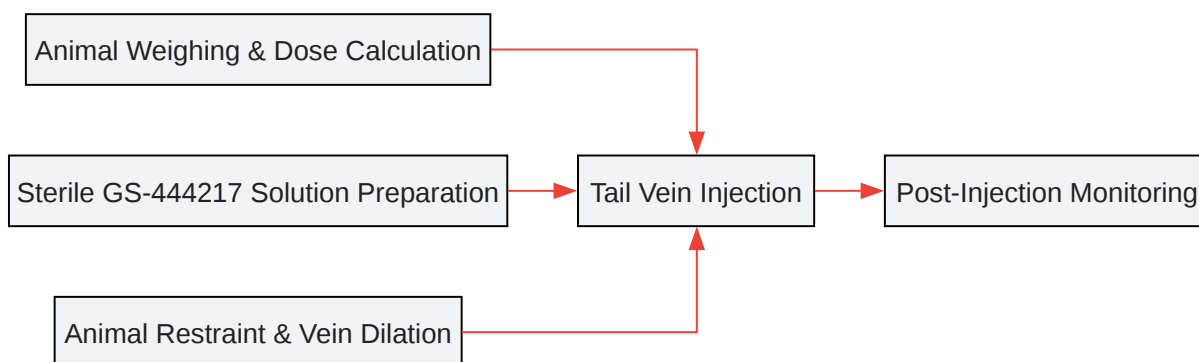 Animal Weighing & Dose Calculation
Sterile GS-444217 Solution Preparation
Tail Vein Injection
Post-Injection Monitoring
Animal Restraint & Vein Dilation